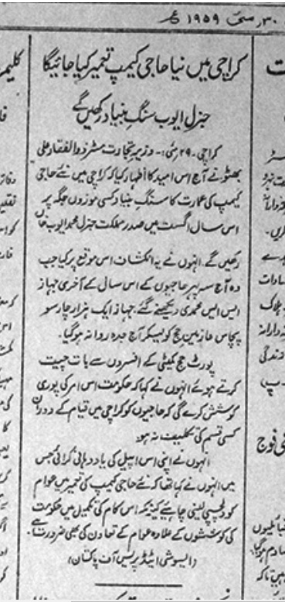 ۳۰ مئی ۱۹۵۹ء
کراچی میں نیا حاجی کیمپ تعمیر کیا جائیگا
جنرل ایوب سنگ بنیاد رکھیں گے
کراچی ۔ ۲۹ مئی ۔ وزیر تجارت مسٹر ذوالفقار علی
بھٹو نے آج اس امید کا اظہار کیا کہ کراچی میں نئے حاجی
کیمپ کی عمارت کا سنگ بنیاد کسی موزوں جگہ پر
اس سال اگست میں صدر مملکت جنرل محمد ایوب خاں
رکھیں گے ۔ انہوں نے یہ انکشاف اس موقع پر کیا جب
وہ آج سہ پہر حاجیوں کے اس سال کے آخری جہاز
ایس ایس محمدی دیکھنے گئے ۔ جہاز ایک ہزار چار سو
پچاس عازمین حج کو لیکر آج جدہ روانہ ہو گیا ۔
پورٹ حج کمیٹی کے افسروں سے بات چیت
کرتے ہوئے انہوں نے کہا کہ حکومت اس امر کی پوری
کوشش کرے گی کہ حاجیوں کو کراچی میں قیام کے دوران
کسی قسم کی تکلیف نہ ہو
انہوں نے اپنی اس اپیل کی یاد دہانی کرائی جس
میں انہوں نے کہا تھا کہ نئے حاجی کیمپ کی تعمیر میں عوام
کو دلچسپی لینی چاہیئے کیونکہ اس کام کی تکمیل میں حکومت
کی کوششوں کے علاوہ عوام کے تعاون کی بھی ضرورت ہے ۔
(ایسوشی ایٹڈ پریس آف پاکستان)